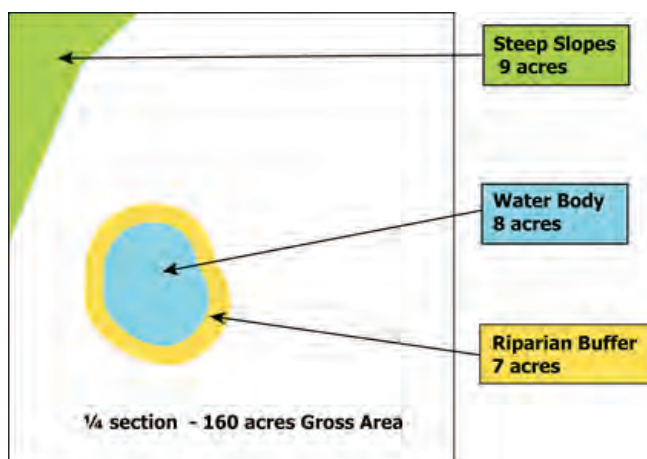 Steep Slopes
9 acres
Water Body
8 acres
Riparian Buffer
7 acres
¼ section - 160 acres Gross Area